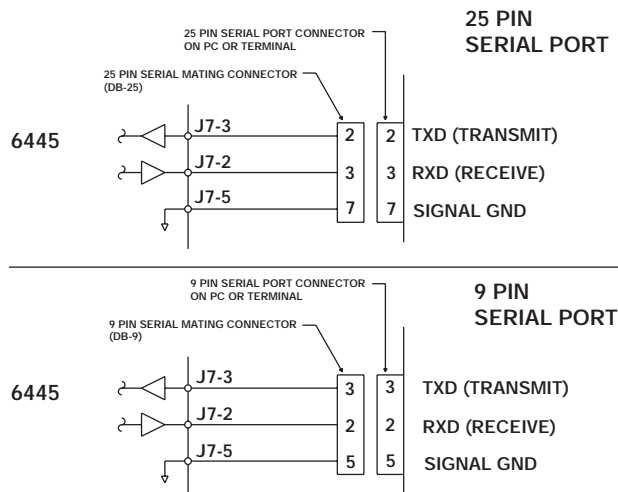 25 PIN
SERIAL PORT
25 PIN SERIAL PORT CONNECTOR
ON PC OR TERMINAL
25 PIN SERIAL MATING CONNECTOR
(DB-25)
6445
J7-3
2
2
TXD (TRANSMIT)
J7-2
3
3
RXD (RECEIVE)
J7-5
7
7
SIGNAL GND
9 PIN
SERIAL PORT
9 PIN SERIAL PORT CONNECTOR
ON PC OR TERMINAL
9 PIN SERIAL MATING CONNECTOR
(DB-9)
6445
J7-3
3
3
TXD (TRANSMIT)
J7-2
2
2
RXD (RECEIVE)
J7-5
5
5
SIGNAL GND